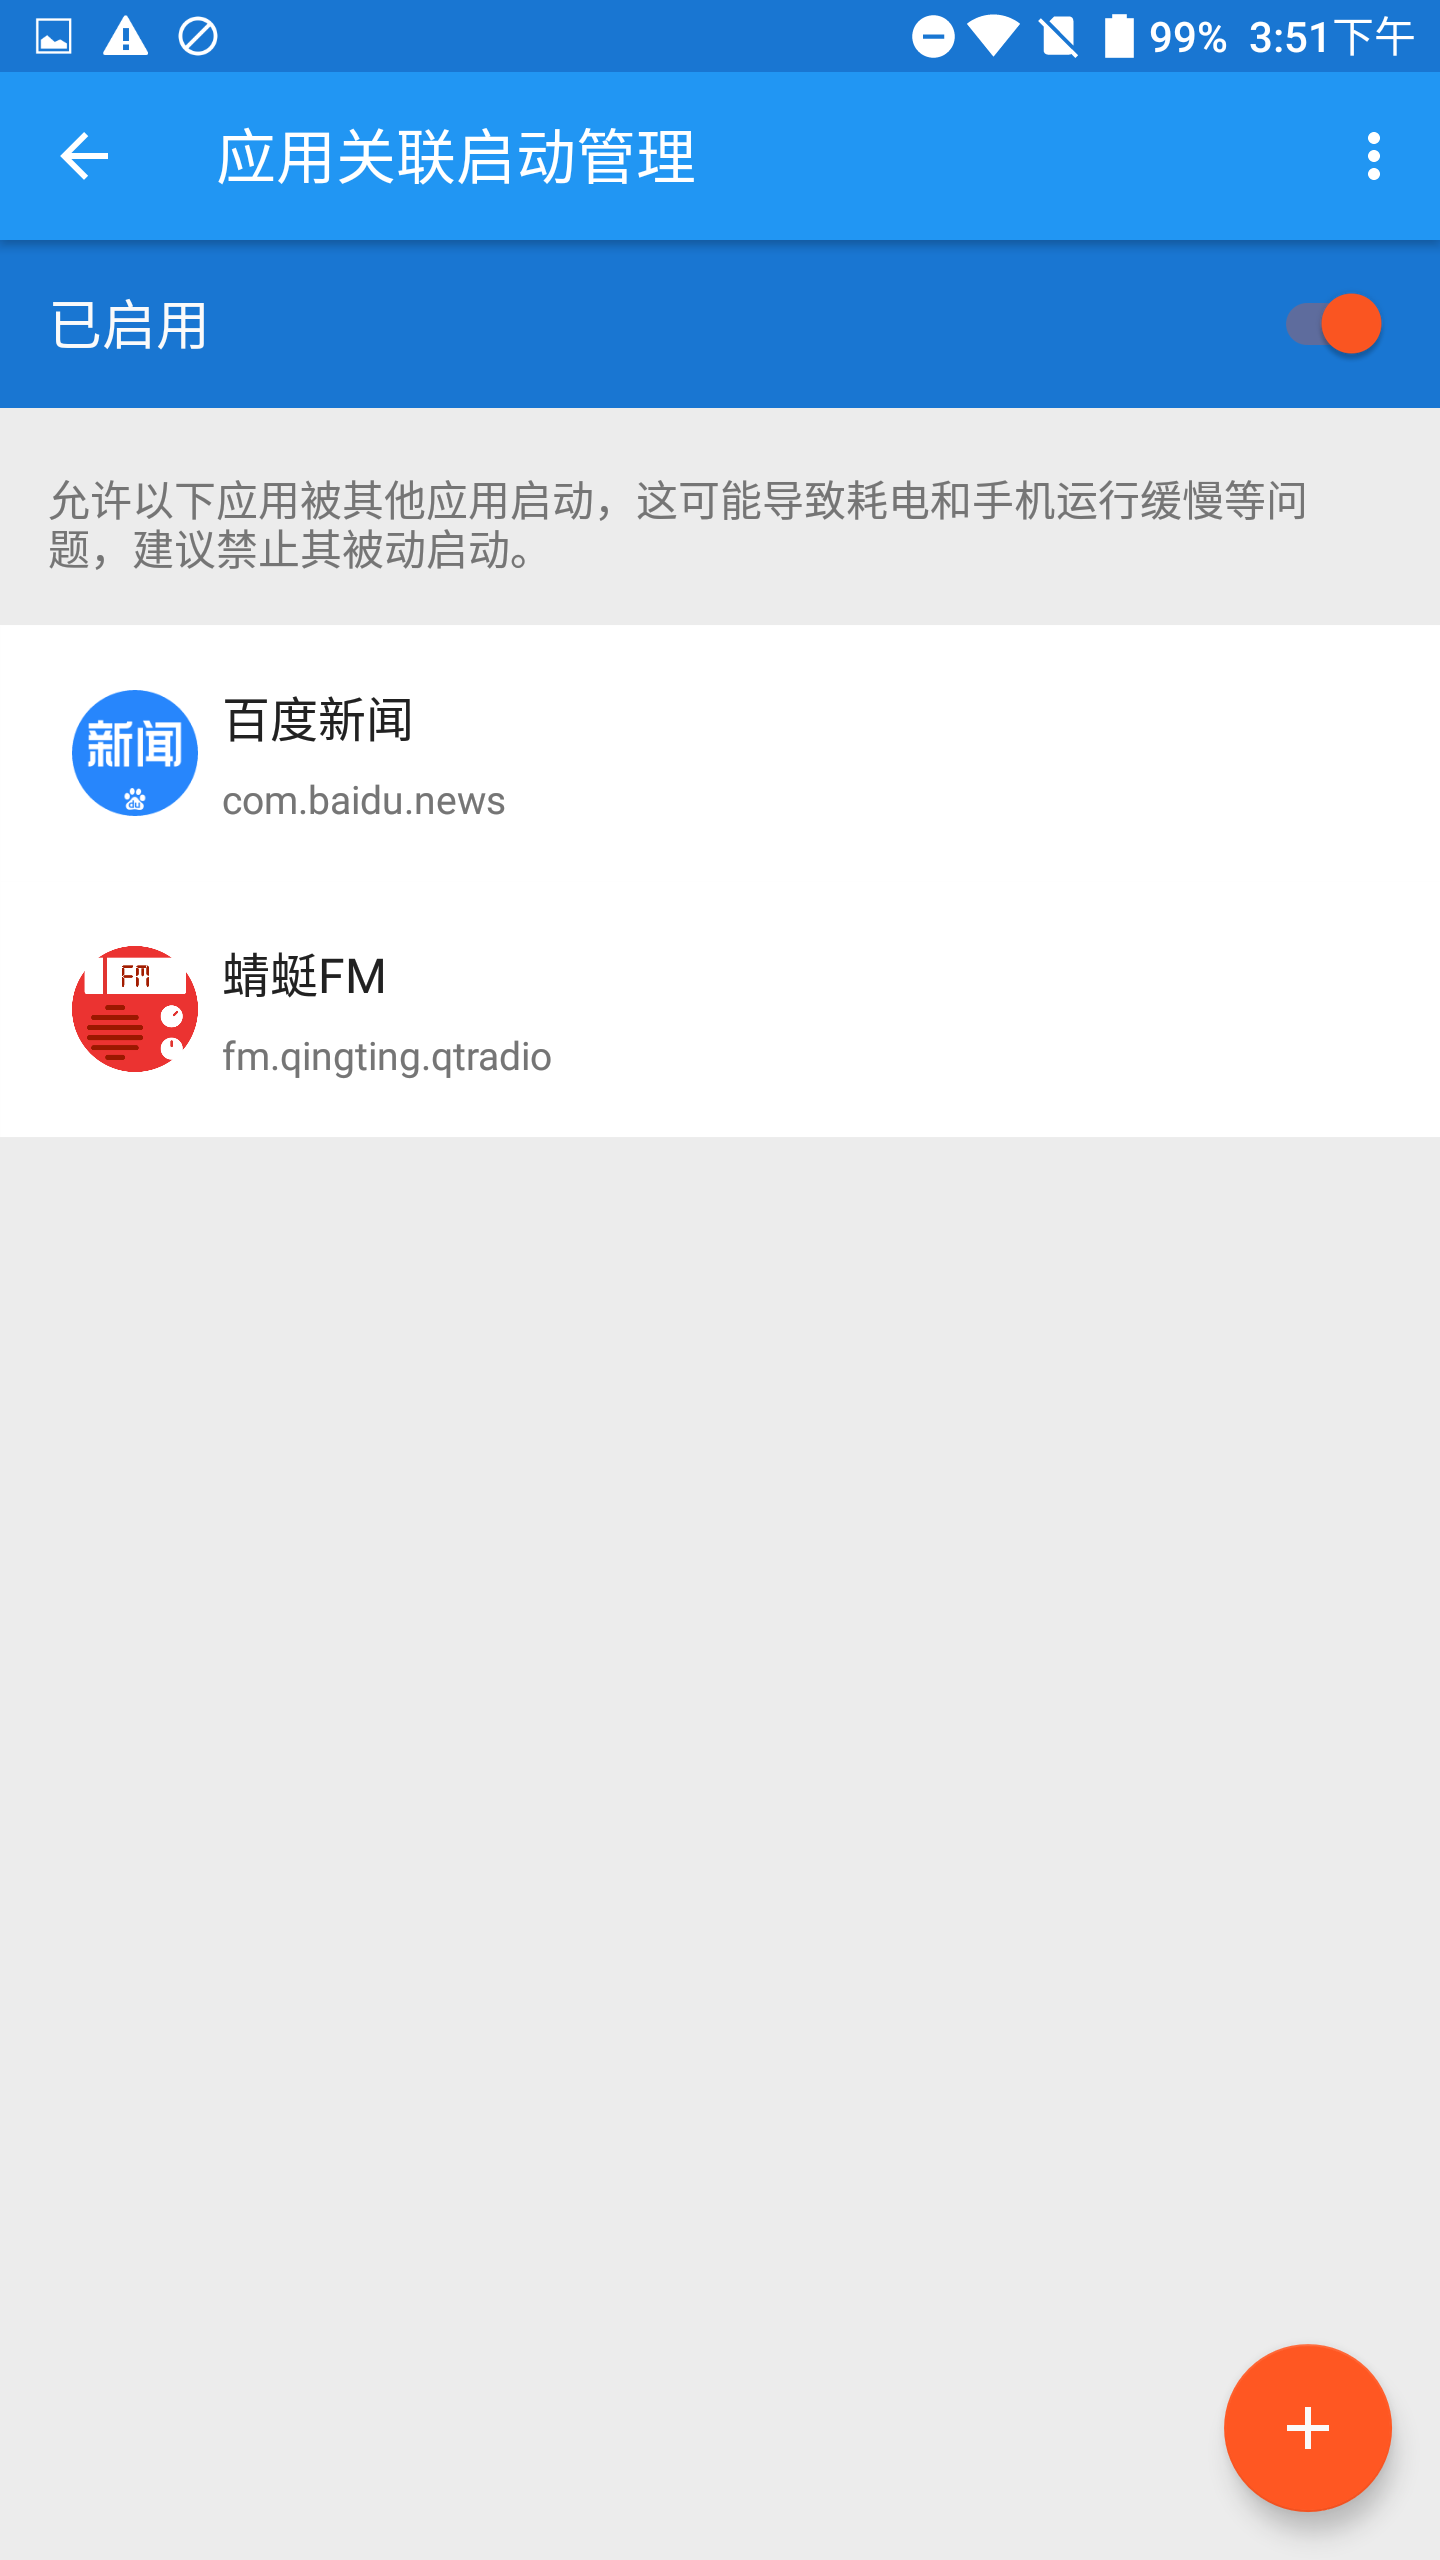 99% 3:51下午
应用关联启动管理
已启用
允许以下应用被其他应用启动，这可能导致耗电和手机运行缓慢等问
题，建议禁止其被动启动。
新闻
du
百度新闻
com.baidu.news
FM
蜻蜓FM
fm.qingting.qtradio